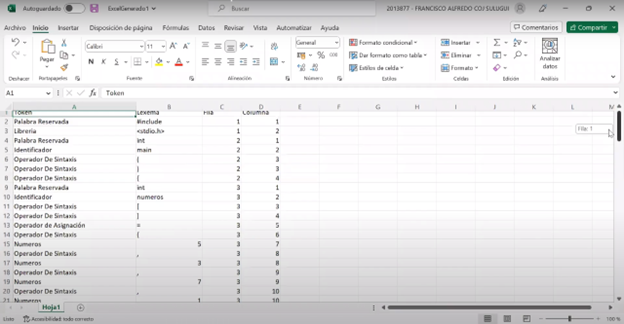 Autoguardado ExcelGenerado1 Buscar 2013877 - FRANCISCO ALFREDO COJ SULUGUI
Archivo Inicio Insertar Disposición de página Fórmulas Datos Revisar Vista Automatizar Ayuda Comentarios Compartir
Pegar Calibri 11 General Formato condicional Insertar Analizar datos
N K S % 000 Dar formato como tabla Eliminar
Estilos de celda Formato
Deshacer Portapapeles Fuente Alineación Número Estilos Celdas Edición Análisis
A1 fx Token
A B C D E F G H I J K L M
1 Token Lexema Fila Columna
2 Palabra Reservada #include 1 1
Fila: 1
3 Libreria <stdio.h> 1 2
4 Palabra Reservada int 2 1
5 Identificador main 2 2
6 Operador De Sintaxis ( 2 3
7 Operador De Sintaxis ) 2 3
8 Operador De Sintaxis { 2 4
9 Palabra Reservada int 3 1
10 Identificador numeros 3 2
11 Operador De Sintaxis [ 3 3
12 Operador De Sintaxis ] 3 4
13 Operador de Asignación = 3 5
14 Operador De Sintaxis { 3 6
15 Numeros 5 3 7
16 Operador De Sintaxis , 3 8
17 Numeros 3 3 8
18 Operador De Sintaxis , 3 9
19 Numeros 7 3 9
20 Operador De Sintaxis , 3 10
21 Numeros 1 3 10
Hoja1
Listo Accesibilidad: todo correcto 100 %